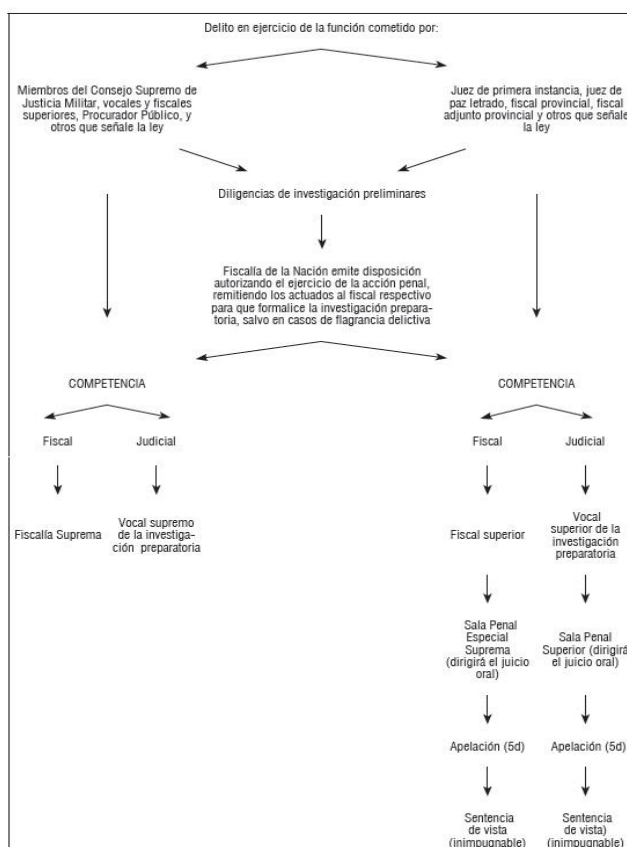 Delito en ejercicio de la función cometido por:
Miembros del Consejo Supremo de
Justicia Militar, vocales y fiscales
superiores, Procurador Público, y
otros que señale la ley
Juez de primera instancia, juez de
paz letrado, fiscal provincial, fiscal
adjunto provincial y otros que señale
la ley
Diligencias de investigación preliminares
Fiscalía de la Nación emite disposición
autorizando el ejercicio de la acción penal,
remitiendo los actuados al fiscal respectivo
para que formalice la investigación prepara-
toria, salvo en casos de flagrancia delictiva
COMPETENCIA
COMPETENCIA
Fiscal
Judicial
Fiscal
Judicial
Fiscalía Suprema
Vocal supremo
de la investiga-
ción preparatoria
Fiscal superior
Vocal
superior de la
investigación
preparatoria
Sala Penal
Especial
Suprema
(dirigirá el juicio
oral)
Sala Penal
Superior (dirigirá
el juicio oral)
Apelación (5d)
Apelación (5d)
Sentencia
de vista
(inimpugnable)
Sentencia
de vista)
(inimpugnable)